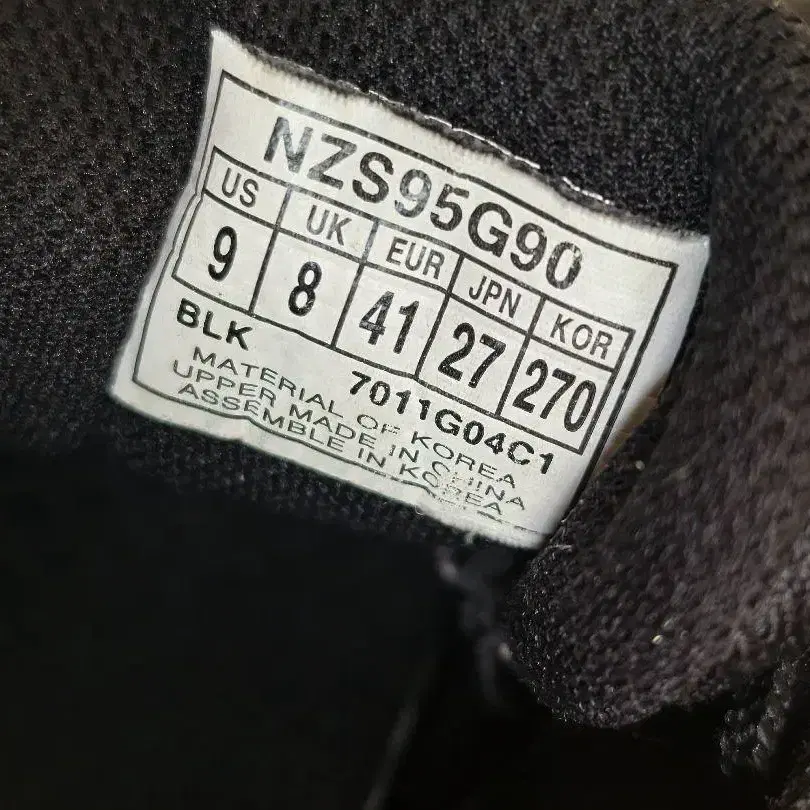 NZS95G90
US UK EUR JPN KOR
9 8 41 27 270
BLK 7011G04C1
MATERIAL OF KOREA
UPPER MADE IN CHINA
ASSEMBLE IN KOREA